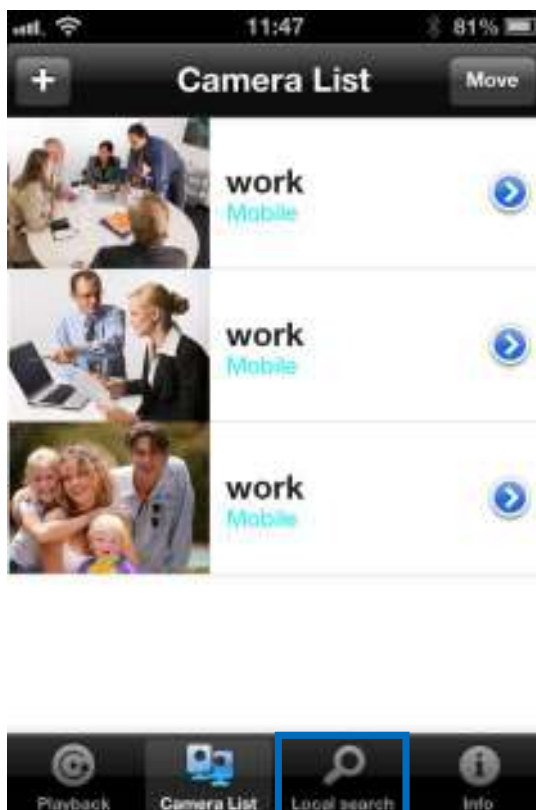 11:47
81%
+ Camera List Move
work
Mobile
work
Mobile
work
Mobile
Playback Camera List Local search Info